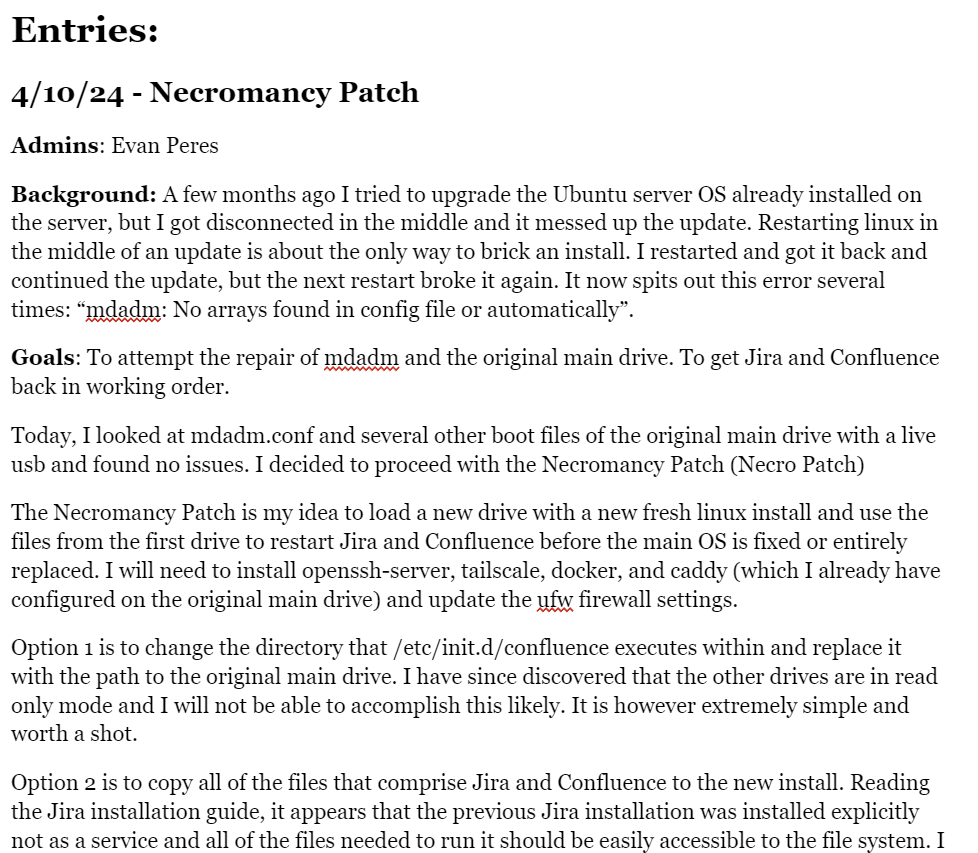 Entries:
4/10/24 - Necromancy Patch
Admins: Evan Peres
Background: A few months ago I tried to upgrade the Ubuntu server OS already installed on
the server, but I got disconnected in the middle and it messed up the update. Restarting linux in
the middle of an update is about the only way to brick an install. I restarted and got it back and
continued the update, but the next restart broke it again. It now spits out this error several
times: “mdadm: No arrays found in config file or automatically”.
Goals: To attempt the repair of mdadm and the original main drive. To get Jira and Confluence
back in working order.
Today, I looked at mdadm.conf and several other boot files of the original main drive with a live
usb and found no issues. I decided to proceed with the Necromancy Patch (Necro Patch)
The Necromancy Patch is my idea to load a new drive with a new fresh linux install and use the
files from the first drive to restart Jira and Confluence before the main OS is fixed or entirely
replaced. I will need to install openssh-server, tailscale, docker, and caddy (which I already have
configured on the original main drive) and update the ufw firewall settings.
Option 1 is to change the directory that /etc/init.d/confluence executes within and replace it
with the path to the original main drive. I have since discovered that the other drives are in read
only mode and I will not be able to accomplish this likely. It is however extremely simple and
worth a shot.
Option 2 is to copy all of the files that comprise Jira and Confluence to the new install. Reading
the Jira installation guide, it appears that the previous Jira installation was installed explicitly
not as a service and all of the files needed to run it should be easily accessible to the file system. I